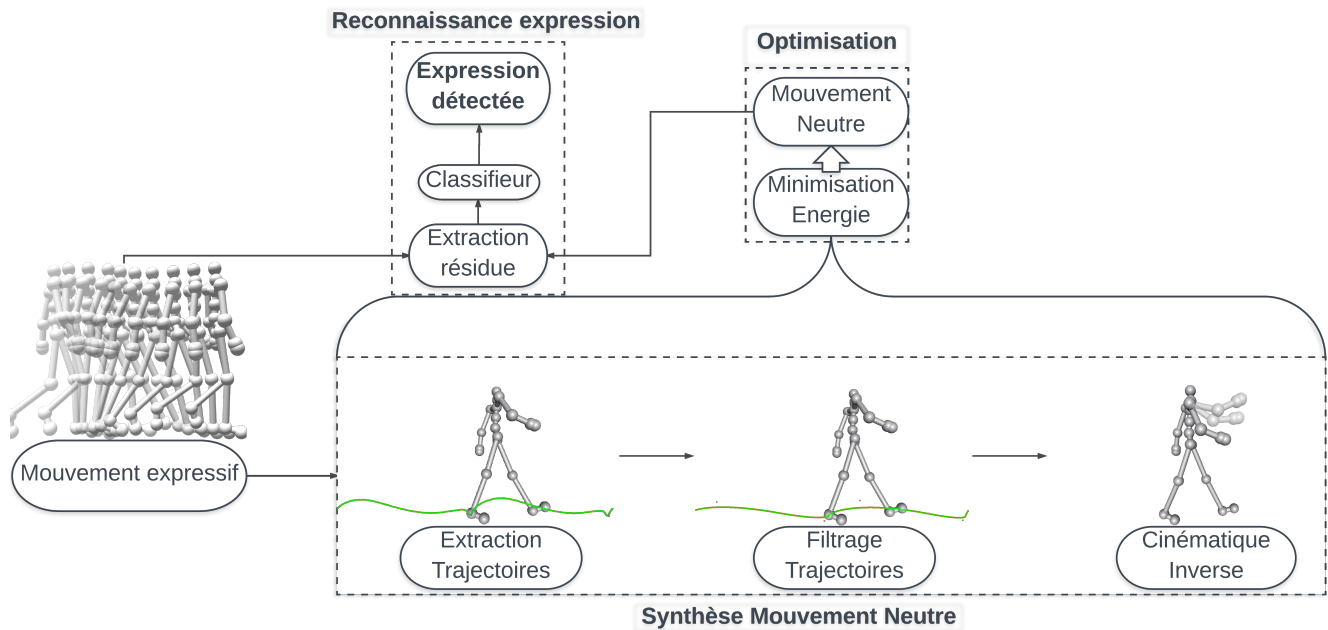 Reconnaissance expression
Optimisation
Expression
détectée
Mouvement
Neutre
Classifieur
Minimisation
Energie
Extraction
résidue
Mouvement expressif
Extraction
Trajectoires
Filtrage
Trajectoires
Cinématique
Inverse
Synthèse Mouvement Neutre